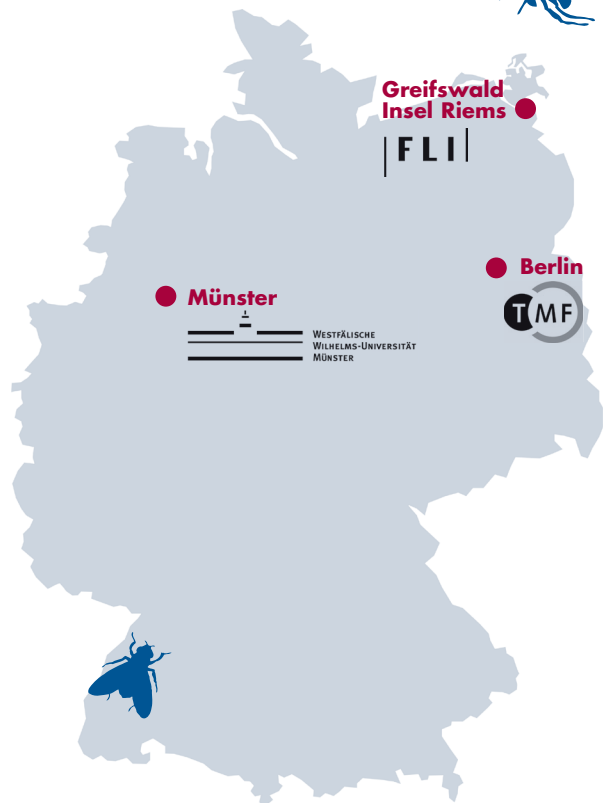 Greifswald
Insel Riems
FLI
Berlin
TMF
Münster
Westfälische
Wilhelms-Universität
Münster